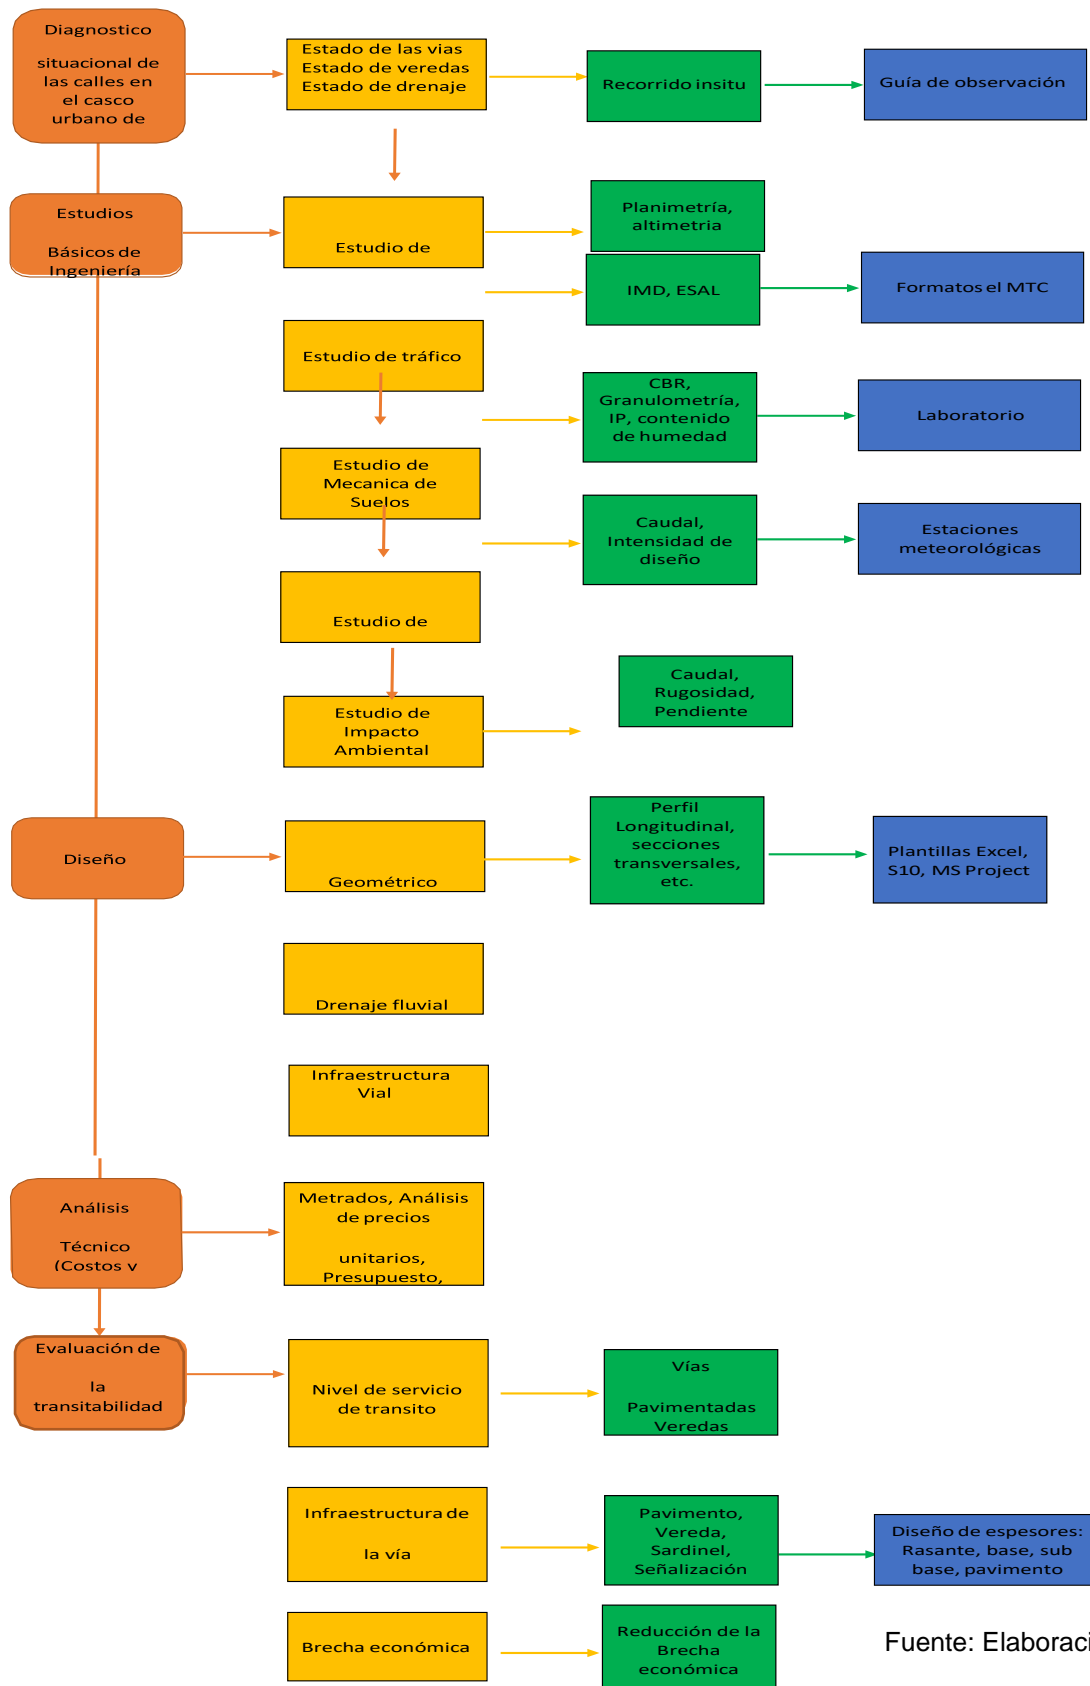 Diagnostico
situacional de
las calles en
el casco
urbano de
Estado de las vias
Estado de veredas
Estado de drenaje
Recorrido insitu
Guía de observación
Estudios
Básicos de
Ingeniería
Estudio de
Planimetría,
altimetria
IMD, ESAL
Formatos el MTC
Estudio de tráfico
CBR,
Granulometría,
IP, contenido
de humedad
Laboratorio
Estudio de
Mecanica de
Suelos
Caudal,
Intensidad de
diseño
Estaciones
meteorológicas
Estudio de
Caudal,
Rugosidad,
Pendiente
Estudio de
Impacto
Ambiental
Diseño
Geométrico
Perfil
Longitudinal,
secciones
transversales,
etc.
Plantillas Excel,
S10, MS Project
Drenaje fluvial
Infraestructura
Vial
Análisis
Técnico
(Costos y
Metrados, Análisis
de precios
unitarios,
Presupuesto,
Evaluación de
la
transitabilidad
Nivel de servicio
de transito
Vías
Pavimentadas
Veredas
Infraestructura de
la vía
Pavimento,
Vereda,
Sardinel,
Señalización
Diseño de espesores:
Rasante, base, sub
base, pavimento
Brecha económica
Reducción de la
Brecha
económica
Fuente: Elaboraci